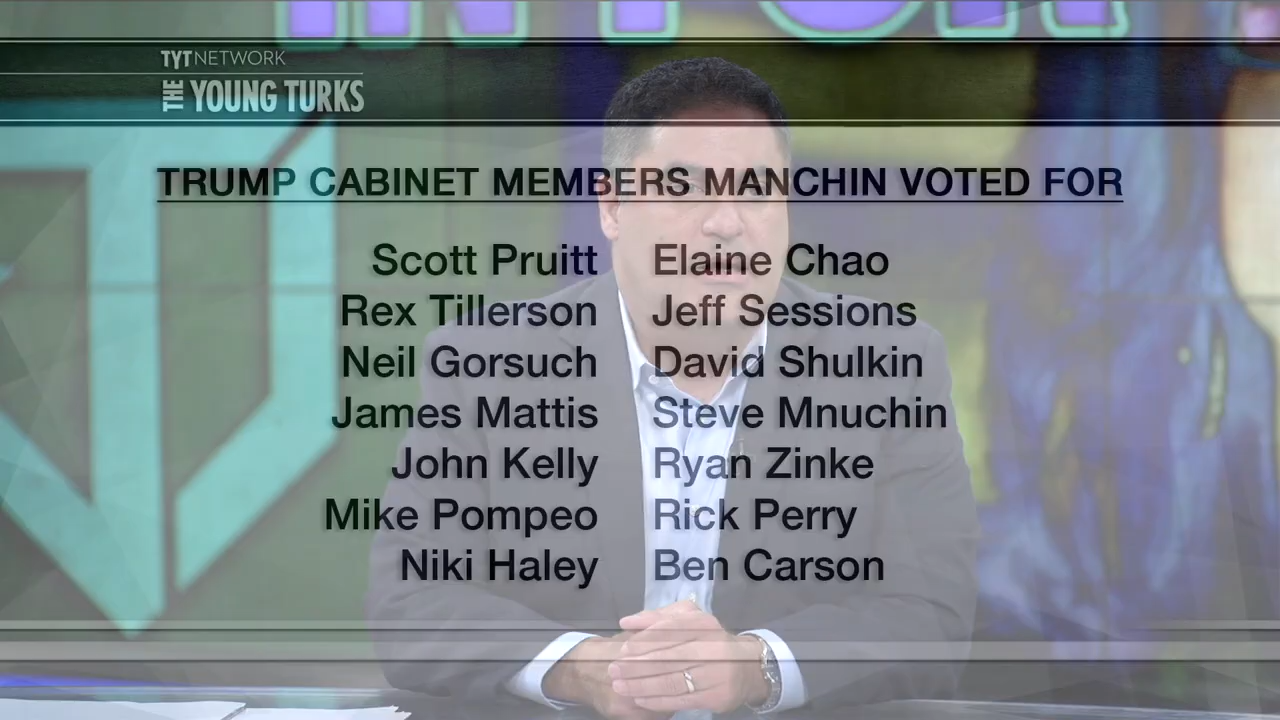 TYT NETWORK
THE YOUNG TURKS
TRUMP CABINET MEMBERS MANCHIN VOTED FOR
Scott Pruitt
Rex Tillerson
Neil Gorsuch
James Mattis
John Kelly
Mike Pompeo
Niki Haley
Elaine Chao
Jeff Sessions
David Shulkin
Steve Mnuchin
Ryan Zinke
Rick Perry
Ben Carson